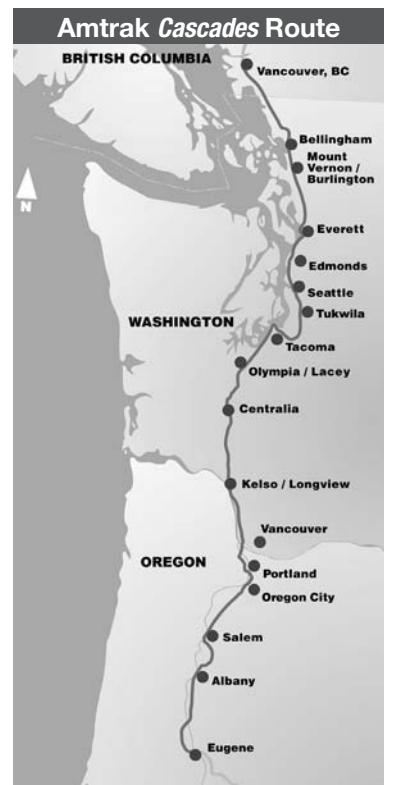 Amtrak Cascades Route
BRITISH COLUMBIA
Vancouver, BC
Bellingham
Mount
Vernon /
Burlington
N
Everett
Edmonds
Seattle
Tukwila
WASHINGTON
Tacoma
Olympia / Lacey
Centralia
Kelso / Longview
Vancouver
OREGON
Portland
Oregon City
Salem
Albany
Eugene